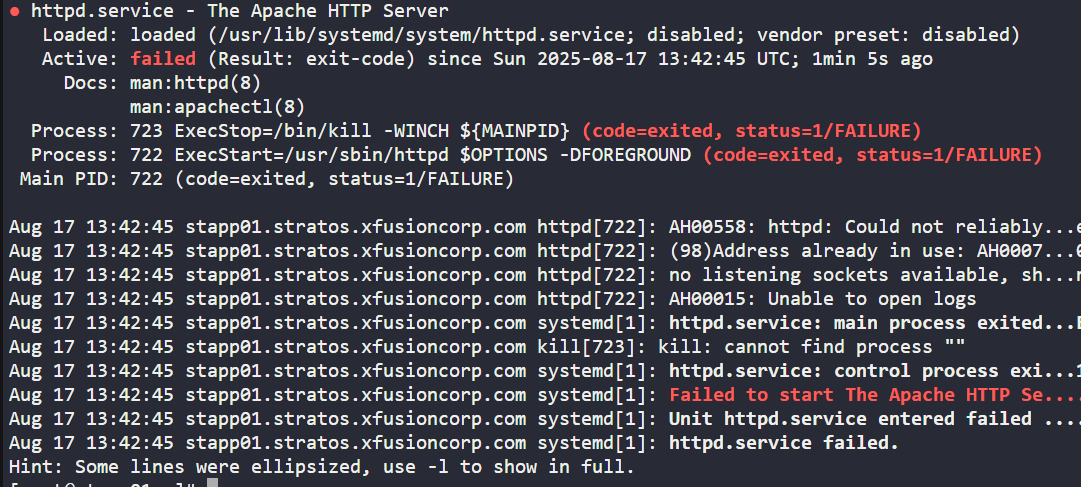 ● httpd.service - The Apache HTTP Server
Loaded: loaded (/usr/lib/systemd/system/httpd.service; disabled; vendor preset: disabled)
Active: failed (Result: exit-code) since Sun 2025-08-17 13:42:45 UTC; 1min 5s ago
Docs: man:httpd(8)
man:apachectl(8)
Process: 723 ExecStop=/bin/kill -WINCH ${MAINPID} (code=exited, status=1/FAILURE)
Process: 722 ExecStart=/usr/sbin/httpd $OPTIONS -DFOREGROUND (code=exited, status=1/FAILURE)
Main PID: 722 (code=exited, status=1/FAILURE)
Aug 17 13:42:45 stapp01.stratos.xfusioncorp.com httpd[722]: AH00558: httpd: Could not reliably...e
Aug 17 13:42:45 stapp01.stratos.xfusioncorp.com httpd[722]: (98)Address already in use: AH0007...0
Aug 17 13:42:45 stapp01.stratos.xfusioncorp.com httpd[722]: no listening sockets available, sh...n
Aug 17 13:42:45 stapp01.stratos.xfusioncorp.com httpd[722]: AH00015: Unable to open logs
Aug 17 13:42:45 stapp01.stratos.xfusioncorp.com systemd[1]: httpd.service: main process exited...E
Aug 17 13:42:45 stapp01.stratos.xfusioncorp.com kill[723]: kill: cannot find process ""
Aug 17 13:42:45 stapp01.stratos.xfusioncorp.com systemd[1]: httpd.service: control process exi...1
Aug 17 13:42:45 stapp01.stratos.xfusioncorp.com systemd[1]: Failed to start The Apache HTTP Se....
Aug 17 13:42:45 stapp01.stratos.xfusioncorp.com systemd[1]: Unit httpd.service entered failed ....
Aug 17 13:42:45 stapp01.stratos.xfusioncorp.com systemd[1]: httpd.service failed.
Hint: Some lines were ellipsized, use -l to show in full.